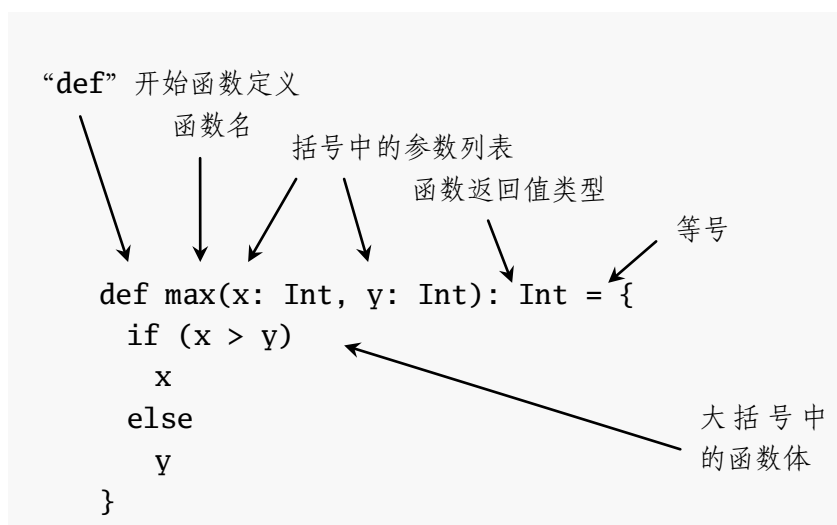 “def” 开始函数定义
函数名
括号中的参数列表
函数返回值类型
等号
def max(x: Int, y: Int): Int = {
if (x > y)
x
else
y
}
大括号中
的函数体